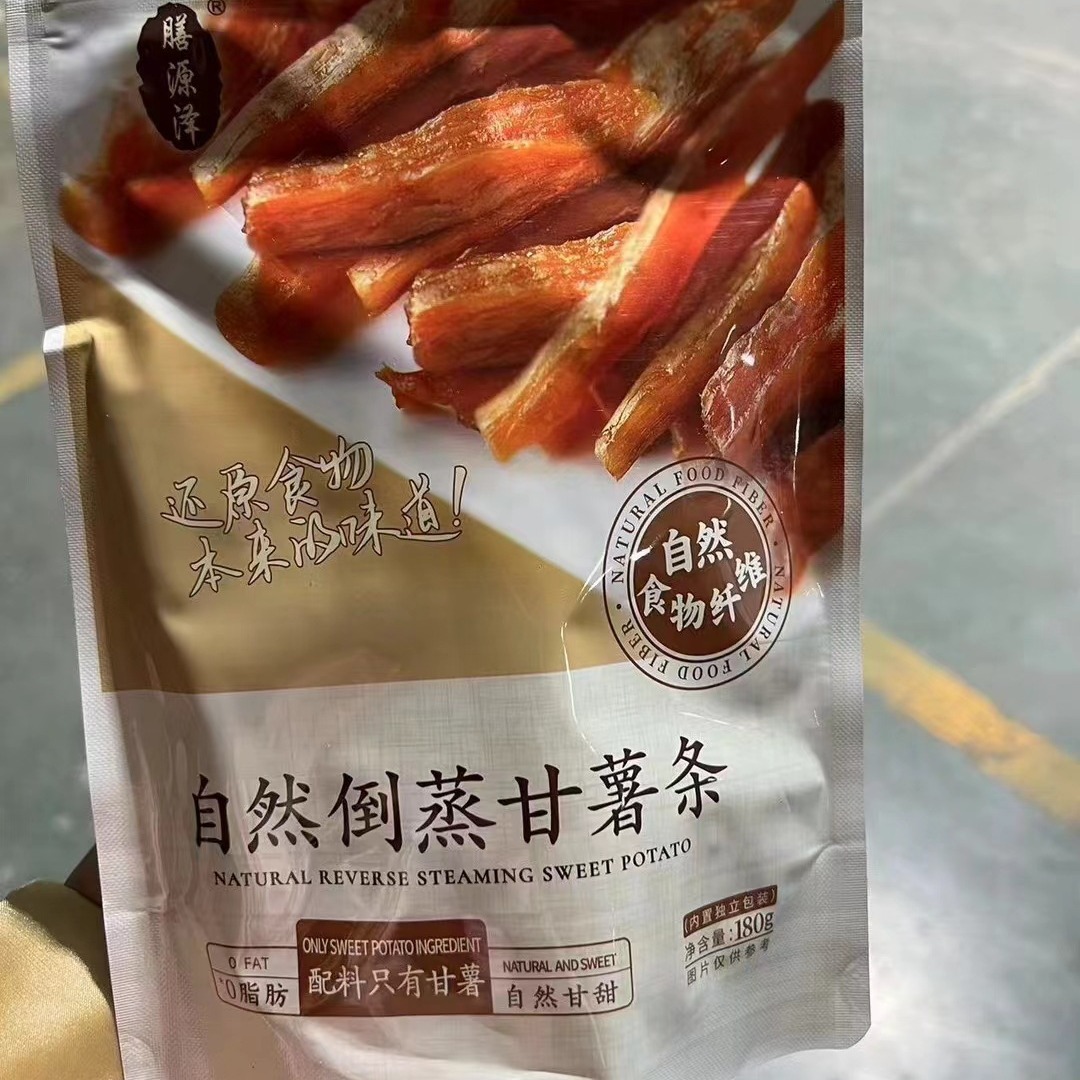 膳源泽®
还原食物
本来的味道!
NATURAL FOOD FIBER · NATURAL FOOD FIBER ·
自然
食物纤维
自然倒蒸甘薯条
NATURAL REVERSE STEAMING SWEET POTATO
(内置独立包装)
净含量:180g
图片仅供参考
0 FAT
*0脂肪
ONLY SWEET POTATO INGREDIENT
配料只有甘薯
NATURAL AND SWEET
自然甘甜